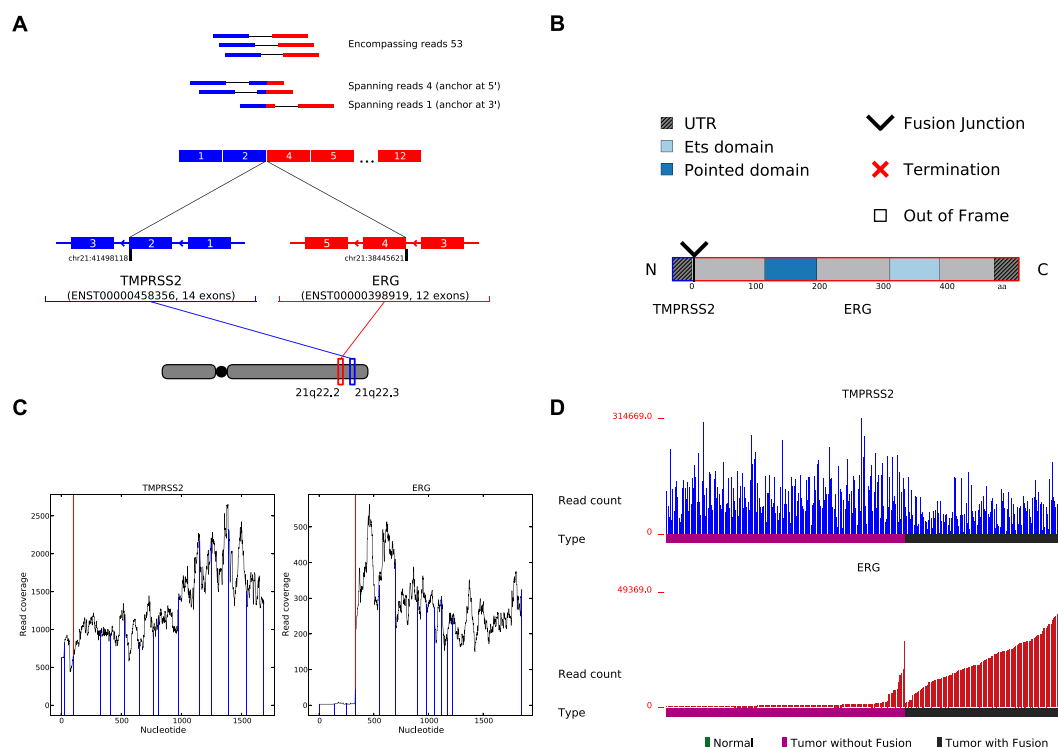 A
Encompassing reads 53
Spanning reads 4 (anchor at 5')
Spanning reads 1 (anchor at 3')
1 2 4 5 ... 12
3 2 1
5 4 3
chr21:41498118
chr21:38445621
TMPRSS2
(ENST00000458356, 14 exons)
ERG
(ENST00000398919, 12 exons)
21q22.2
21q22.3
B
UTR
Ets domain
Pointed domain
Fusion Junction
Termination
Out of Frame
N
C
0 100 200 300 400 aa
TMPRSS2
ERG
C
TMPRSS2
Read coverage
2500
2000
1500
1000
500
0
0 500 1000 1500
Nucleotide
ERG
Read coverage
500
400
300
200
100
0
0 500 1000 1500
Nucleotide
D
TMPRSS2
314669.0
Read count
0
Type
ERG
49369.0
Read count
0
Type
Normal
Tumor without Fusion
Tumor with Fusion